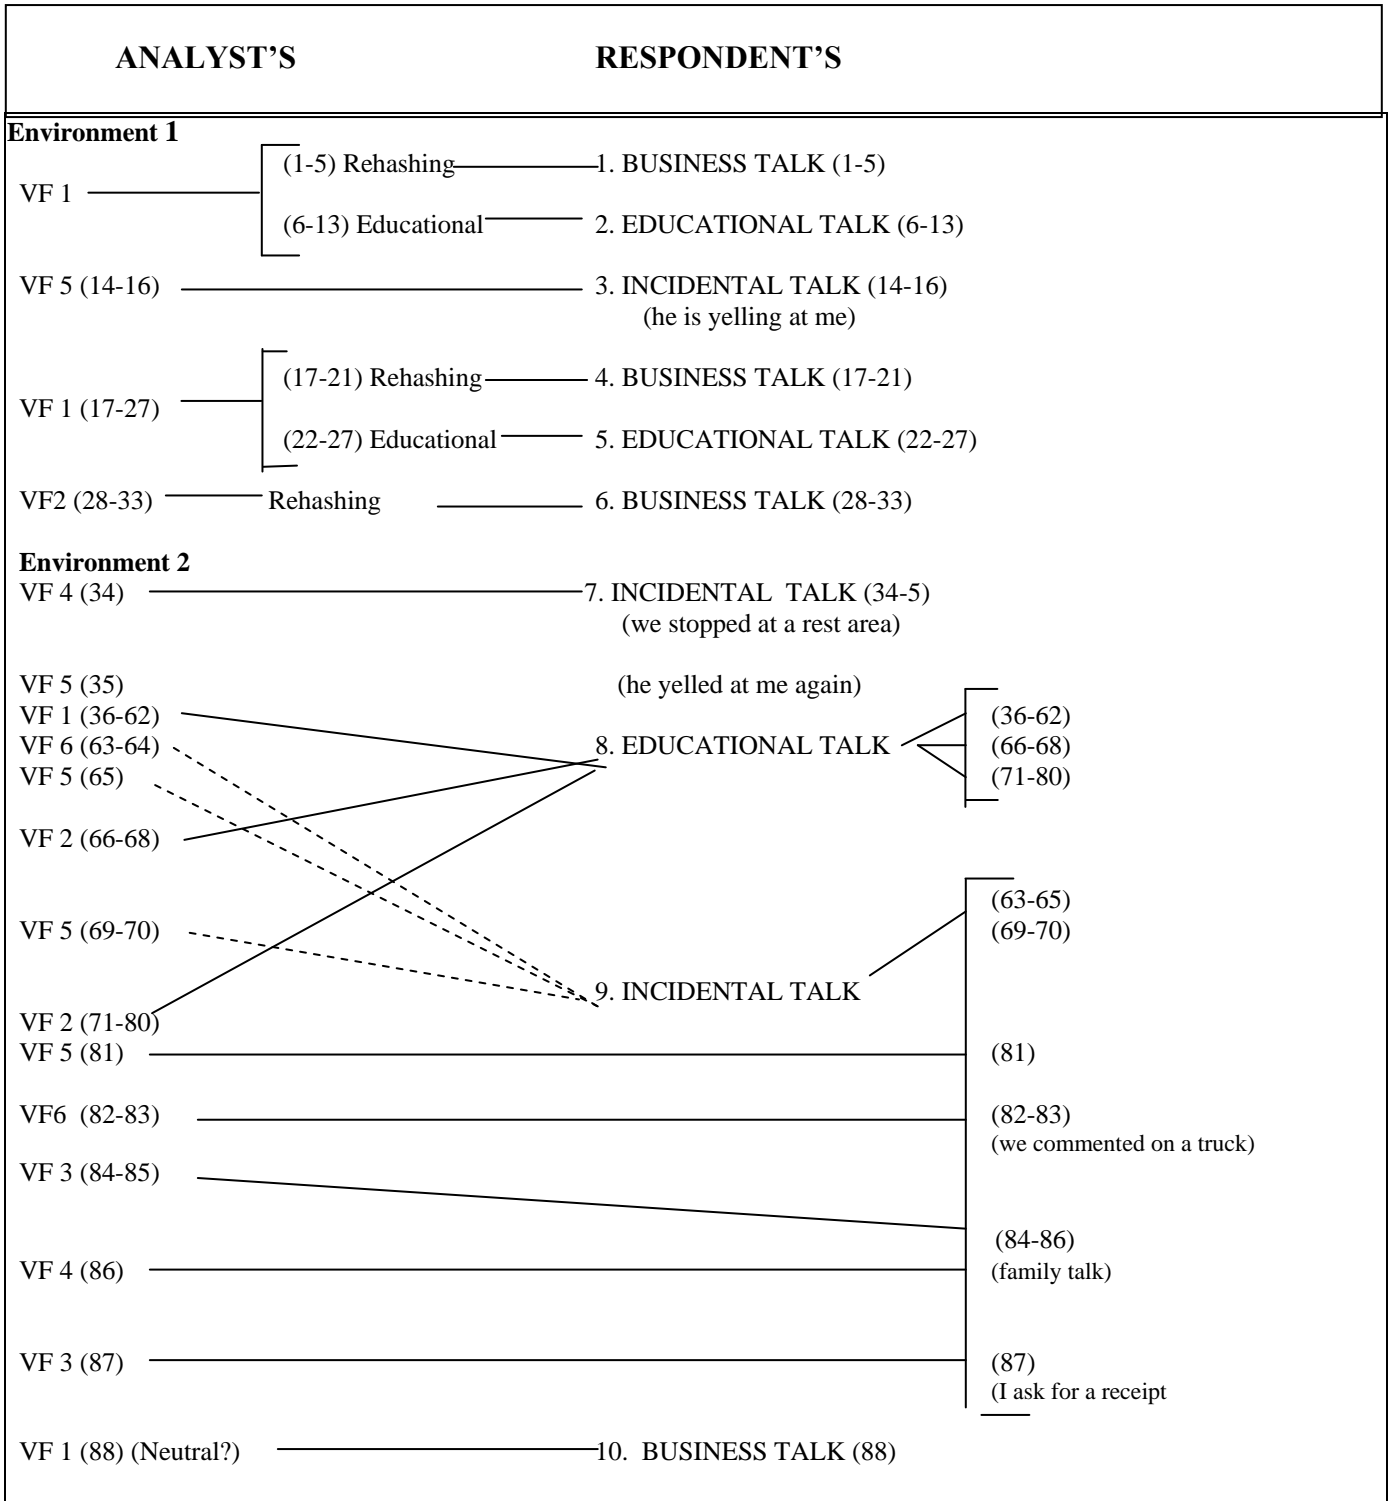 ANALYST’S RESPONDENT’S
Environment 1
(1-5) Rehashing 1. BUSINESS TALK (1-5)
VF 1
(6-13) Educational 2. EDUCATIONAL TALK (6-13)
VF 5 (14-16) 3. INCIDENTAL TALK (14-16)
(he is yelling at me)
(17-21) Rehashing 4. BUSINESS TALK (17-21)
VF 1 (17-27)
(22-27) Educational 5. EDUCATIONAL TALK (22-27)
VF2 (28-33) Rehashing 6. BUSINESS TALK (28-33)
Environment 2
VF 4 (34) 7. INCIDENTAL TALK (34-5)
(we stopped at a rest area)
VF 5 (35) (he yelled at me again)
VF 1 (36-62) (36-62)
VF 6 (63-64) 8. EDUCATIONAL TALK (66-68)
VF 5 (65) (71-80)
VF 2 (66-68)
(63-65)
VF 5 (69-70) (69-70)
9. INCIDENTAL TALK
VF 2 (71-80)
VF 5 (81) (81)
VF6 (82-83) (82-83)
(we commented on a truck)
VF 3 (84-85)
(84-86)
VF 4 (86) (family talk)
VF 3 (87) (87)
(I ask for a receipt
VF 1 (88) (Neutral?) 10. BUSINESS TALK (88)